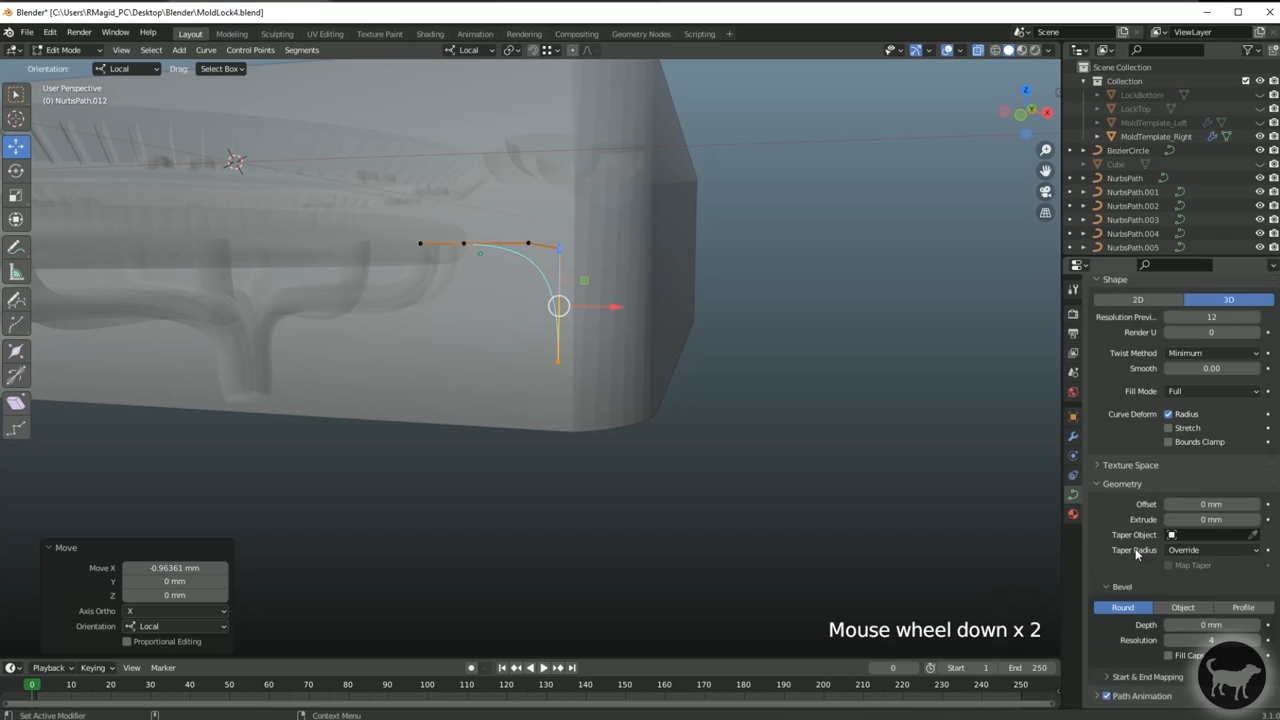 Blender* [C:\Users\RMagid_PC\Desktop\Blender\MoldLock4.blend]
File Edit Render Window Help Layout Modeling Sculpting UV Editing Texture Paint Shading Animation Rendering Compositing Geometry Nodes Scripting + Scene ViewLayer
Edit Mode View Select Add Curve Control Points Segments Local
Orientation: Local Drag: Select Box
User Perspective
(0) NurbsPath.012
Z
Y
X
Scene Collection
Collection
LockBottom
LockTop
MoldTemplate_Left
MoldTemplate_Right
BezierCircle
Cube
NurbsPath
NurbsPath.001
NurbsPath.002
NurbsPath.003
NurbsPath.004
NurbsPath.005
Shape
2D 3D
Resolution Previ... 12
Render U 0
Twist Method Minimum
Smooth 0.00
Fill Mode Full
Curve Deform Radius
Stretch
Bounds Clamp
Texture Space
Geometry
Offset 0 mm
Extrude 0 mm
Taper Object
Taper Radius Override
Map Taper
Bevel
Round Object Profile
Depth 0 mm
Resolution 4
Fill Caps
Start & End Mapping
Path Animation
Move
Move X -0.96361 mm
Y 0 mm
Z 0 mm
Axis Ortho X
Orientation Local
Proportional Editing
Mouse wheel down x 2
Playback Keying View Marker 0 Start 1 End 250
0 10 20 30 40 50 60 70 80 90 100 110 120 130 140 150 160 170 180 190 200 210 220 230 240 250
Set Active Modifier Context Menu 3.1.0